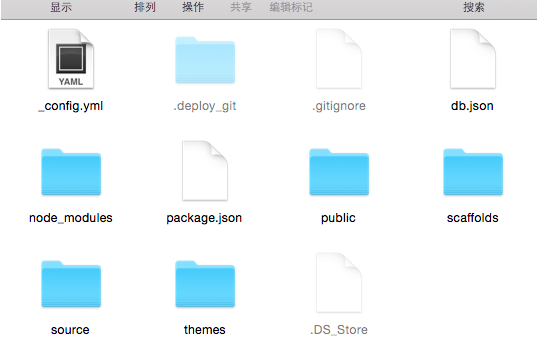 显示 排列 操作 共享 编辑标记 搜索
YAML
_config.yml .deploy_git .gitignore db.json
node_modules package.json public scaffolds
source themes .DS_Store